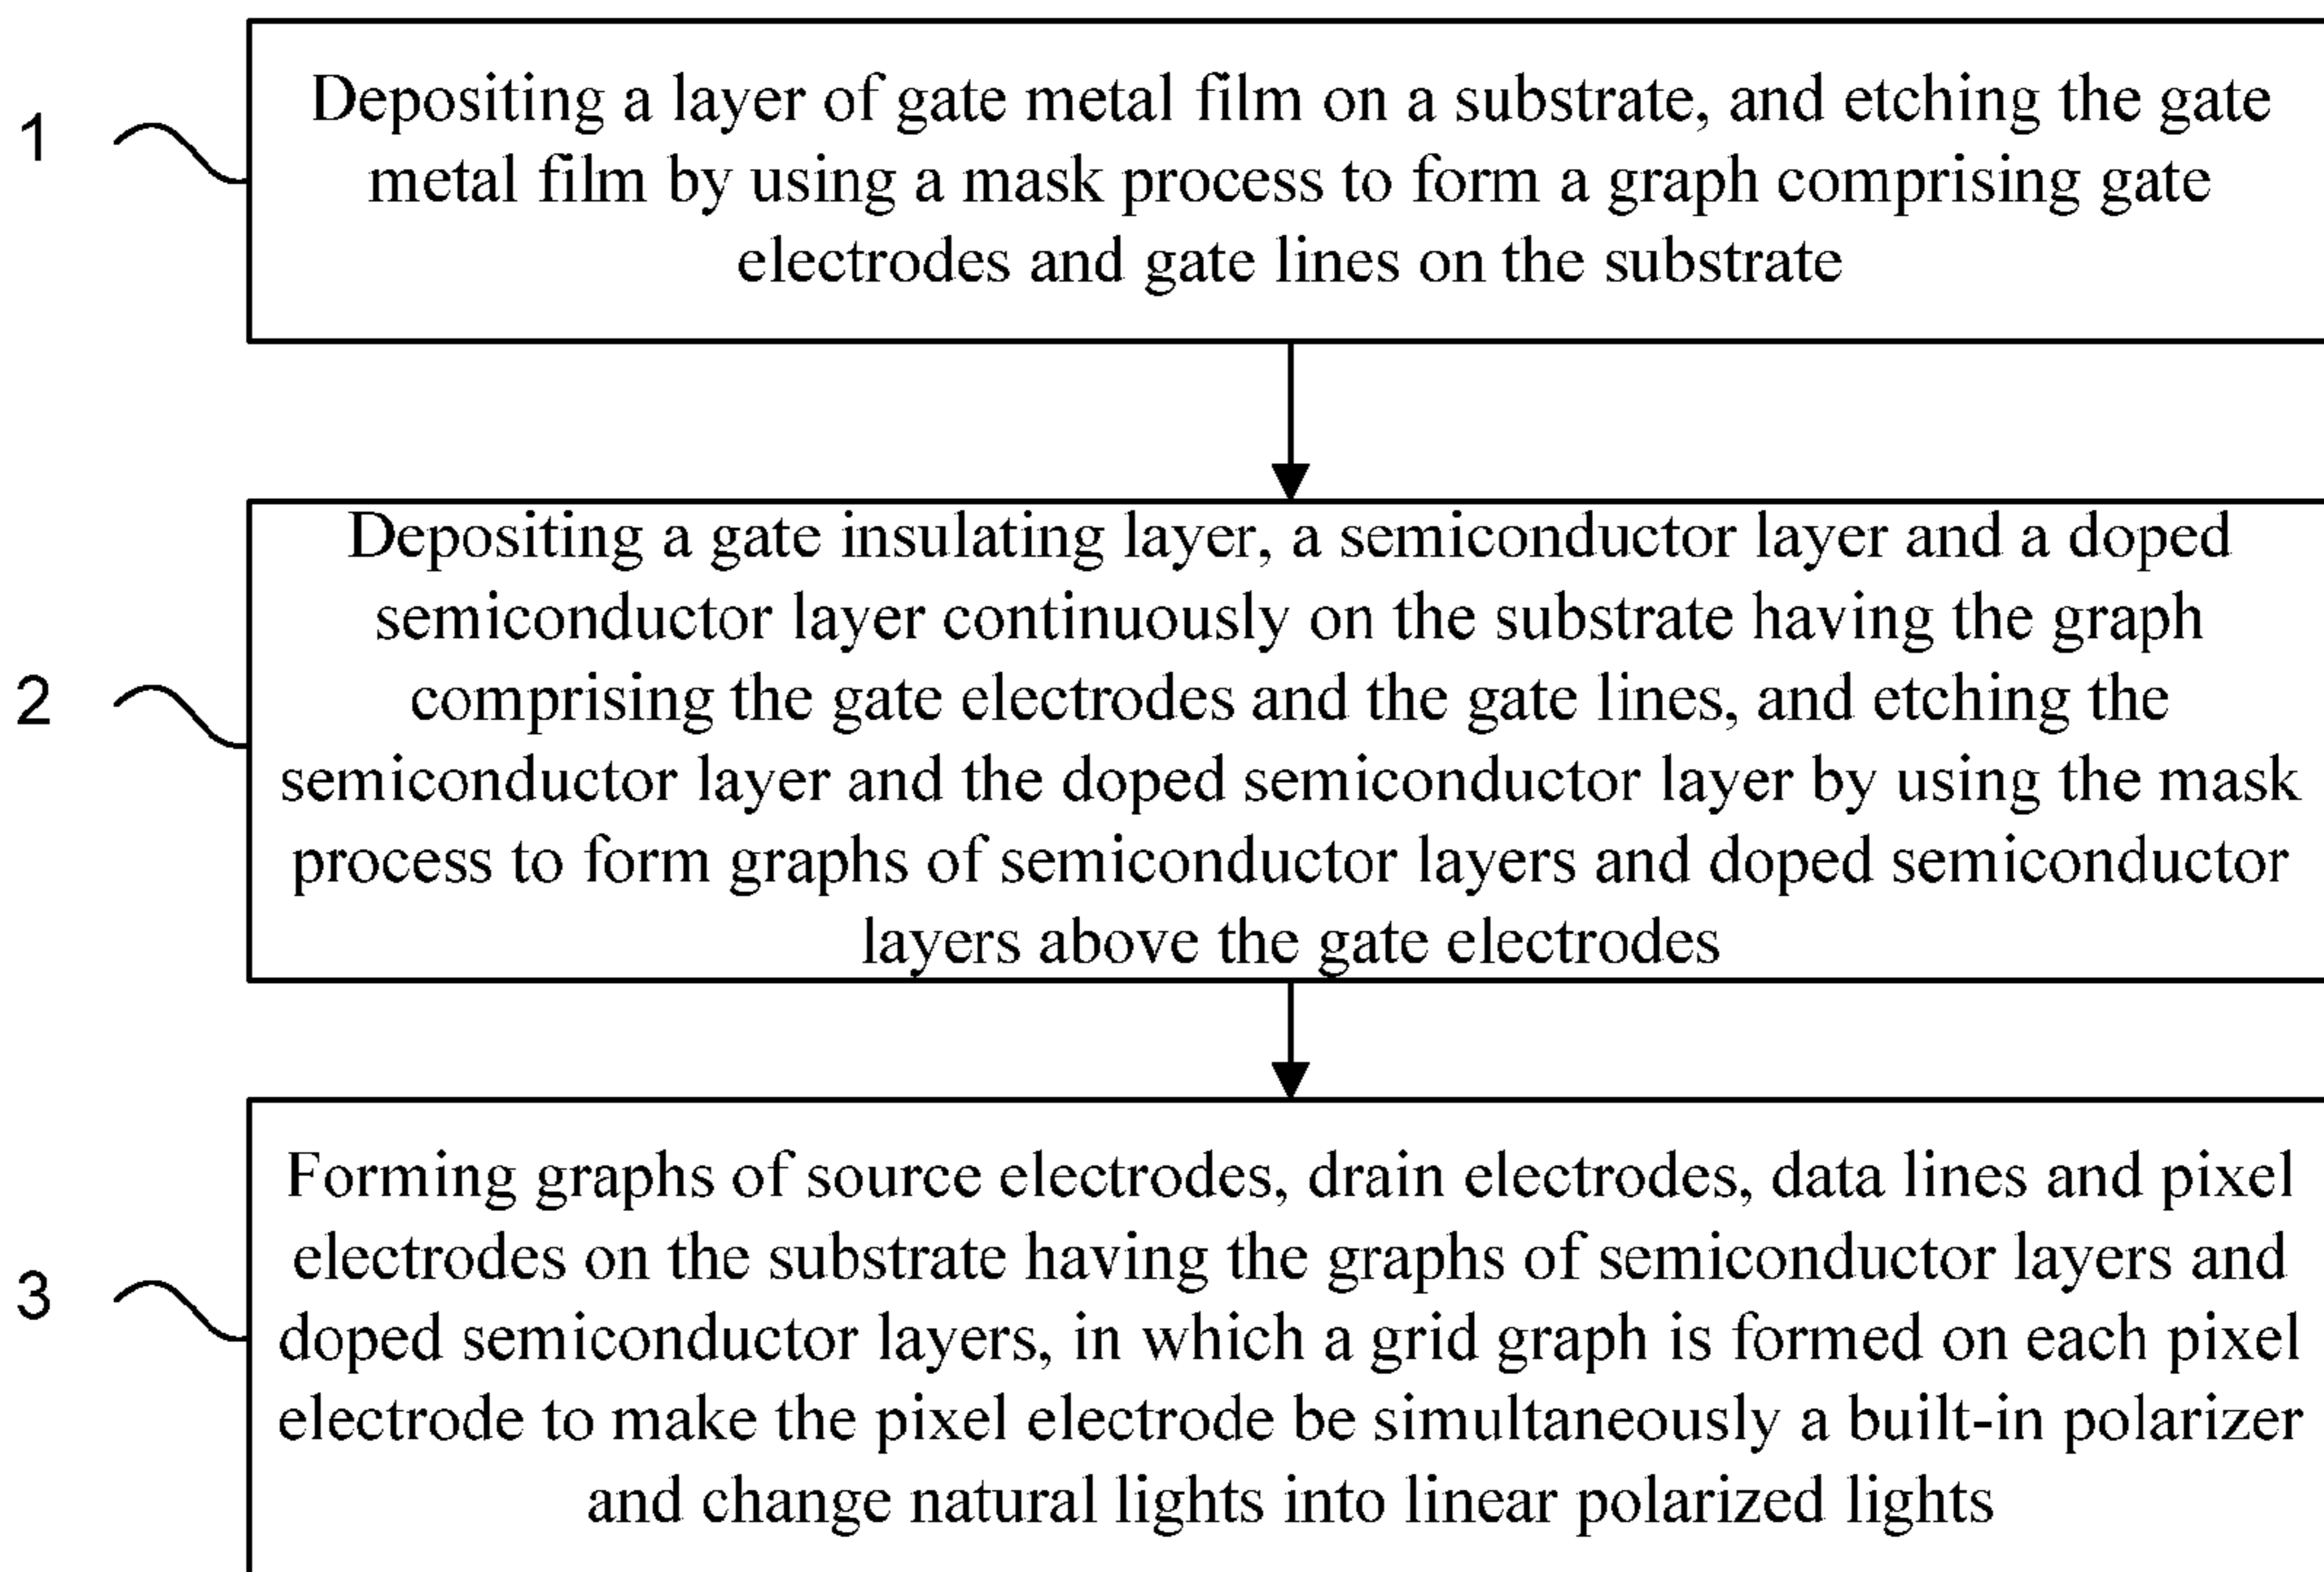 1
Depositing a layer of gate metal film on a substrate, and etching the gate
metal film by using a mask process to form a graph comprising gate
electrodes and gate lines on the substrate
2
Depositing a gate insulating layer, a semiconductor layer and a doped
semiconductor layer continuously on the substrate having the graph
comprising the gate electrodes and the gate lines, and etching the
semiconductor layer and the doped semiconductor layer by using the mask
process to form graphs of semiconductor layers and doped semiconductor
layers above the gate electrodes
3
Forming graphs of source electrodes, drain electrodes, data lines and pixel
electrodes on the substrate having the graphs of semiconductor layers and
doped semiconductor layers, in which a grid graph is formed on each pixel
electrode to make the pixel electrode be simultaneously a built-in polarizer
and change natural lights into linear polarized lights